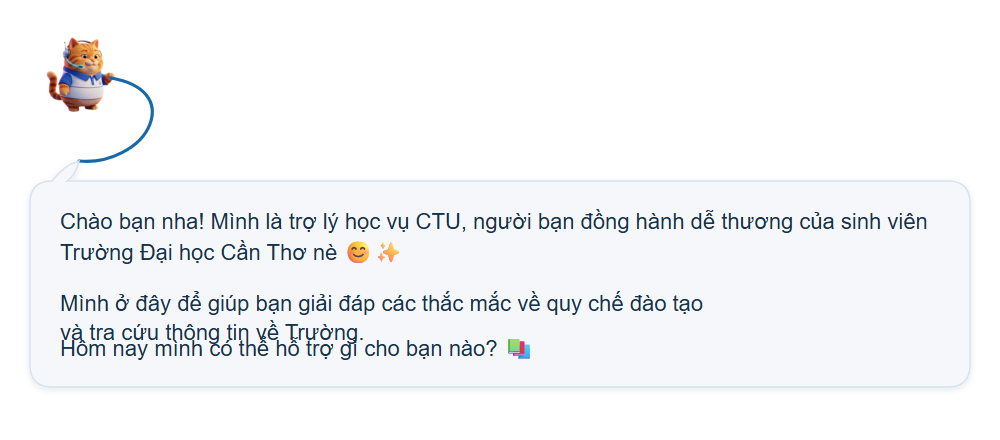 Chào bạn nha! Mình là trợ lý học vụ CTU, người bạn đồng hành dễ thương của sinh viên
Trường Đại học Cần Thơ nè 😊 ✨
Mình ở đây để giúp bạn giải đáp các thắc mắc về quy chế đào tạo
và tra cứu thông tin về Trường.
Hôm nay mình có thể hỗ trợ gì cho bạn nào? 📚